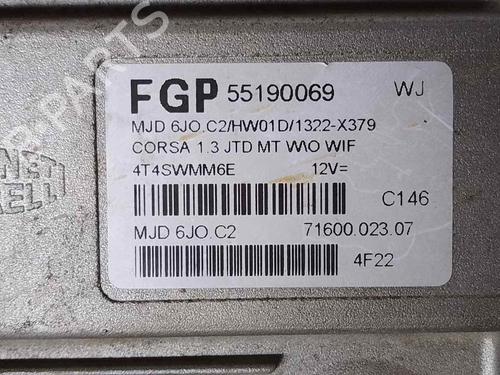 FGP 55190069 WJ
MJD 6JO.C2/HW01D/1322-X379
CORSA 1.3 JTD MT W\O WIF
4T4SWMM6E 12V=
C146
MJD 6JO.C2 71600.023.07
4F22